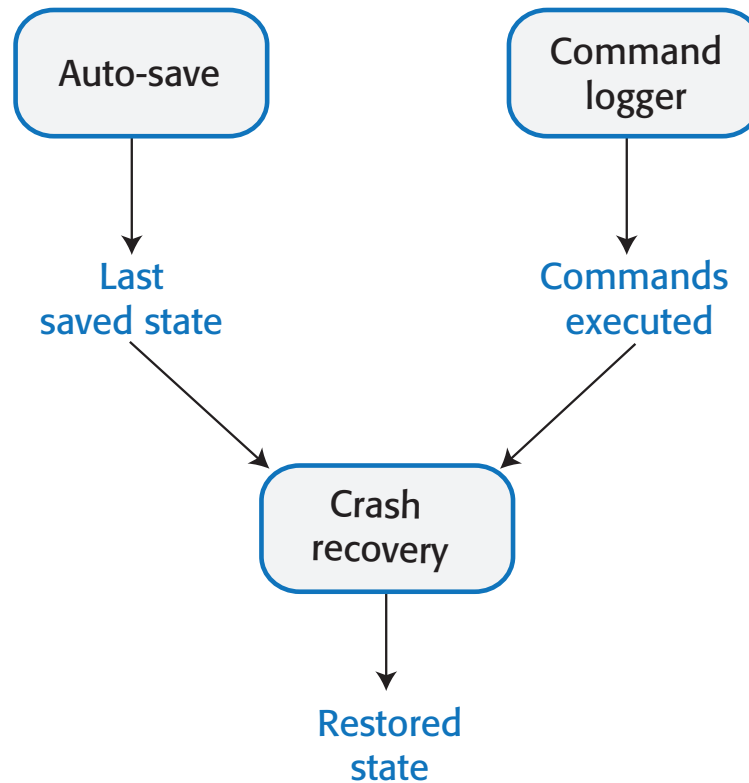 Auto-save
Command
logger
Last
saved state
Commands
executed
Crash
recovery
Restored
state